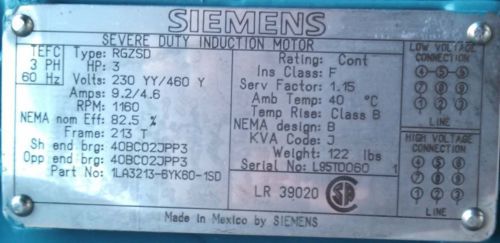 SIEMENS
SEVERE DUTY INDUCTION MOTOR
TEFC
3 PH
60 Hz
Type: RGZSD
HP: 3
Volts: 230 YY/460 Y
Amps: 9.2/4.6
RPM: 1160
NEMA nom Eff: 82.5 %
Frame: 213 T
Sh end brg: 40BC02JPP3
Opp end brg: 40BC02JPP3
Part No: 1LA3213-6YK60-1SD
Rating: Cont
Ins Class: F
Serv Factor: 1.15
Amb Temp: 40 °C
Temp Rise: Class B
NEMA design: B
KVA Code: J
Weight: 122 lbs
Serial No: L95T0060 1
LR 39020
LOW VOLTAGE
CONNECTION
4 5 6
7 8 9
1 2 3
LINE
HIGH VOLTAGE
CONNECTION
4 5 6
7 8 9
1 2 3
LINE
Made in Mexico by SIEMENS